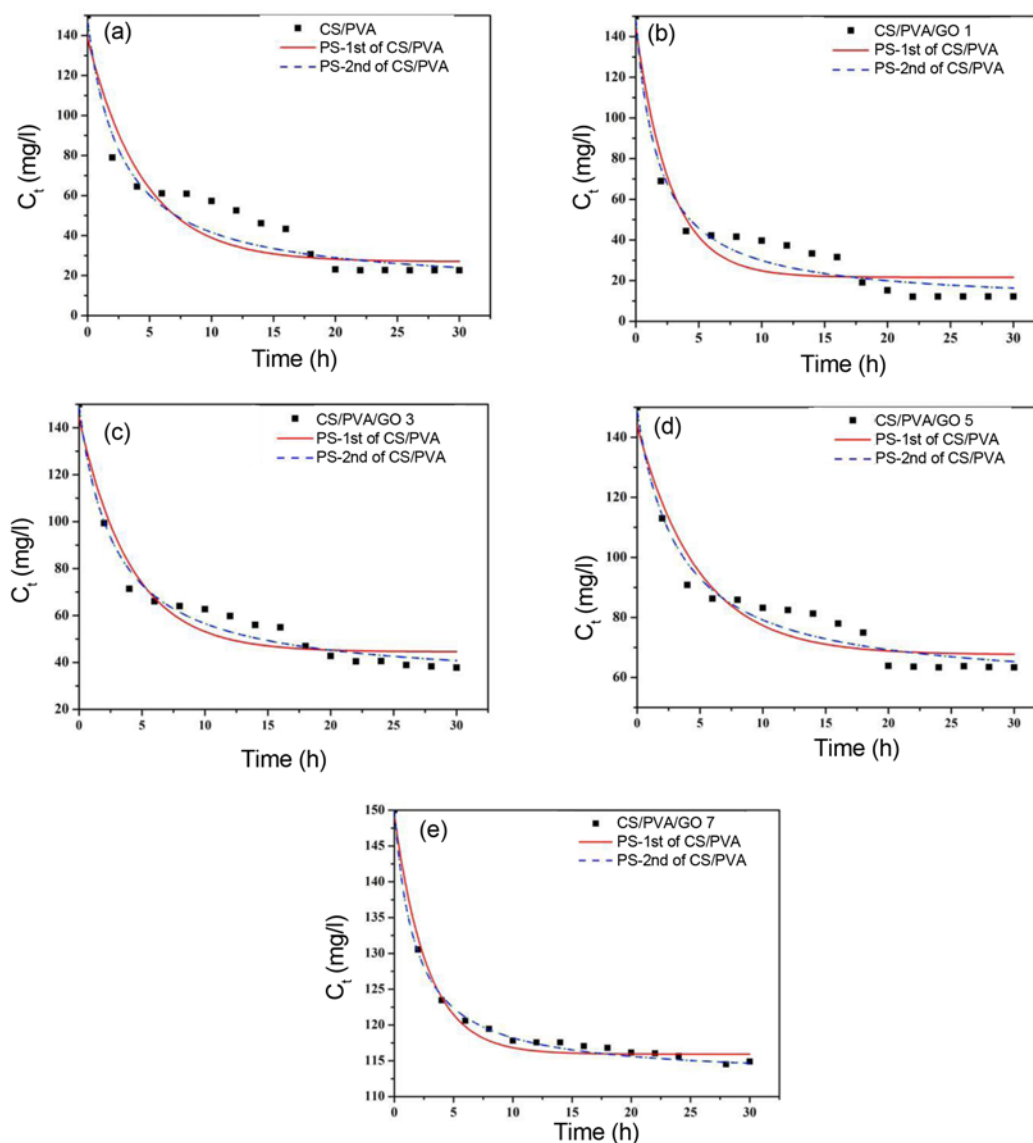 (a)
CS/PVA
PS-1st of CS/PVA
PS-2nd of CS/PVA
140
120
100
80
60
40
20
0
C_t (mg/l)
0 5 10 15 20 25 30
Time (h)
(b)
CS/PVA/GO 1
PS-1st of CS/PVA
PS-2nd of CS/PVA
140
120
100
80
60
40
20
0
C_t (mg/l)
0 5 10 15 20 25 30
Time (h)
(c)
CS/PVA/GO 3
PS-1st of CS/PVA
PS-2nd of CS/PVA
140
120
100
80
60
40
20
C_t (mg/l)
0 5 10 15 20 25 30
Time (h)
(d)
CS/PVA/GO 5
PS-1st of CS/PVA
PS-2nd of CS/PVA
140
120
100
80
60
C_t (mg/l)
0 5 10 15 20 25 30
Time (h)
(e)
CS/PVA/GO 7
PS-1st of CS/PVA
PS-2nd of CS/PVA
150
145
140
135
130
125
120
115
110
C_t (mg/l)
0 5 10 15 20 25 30
Time (h)